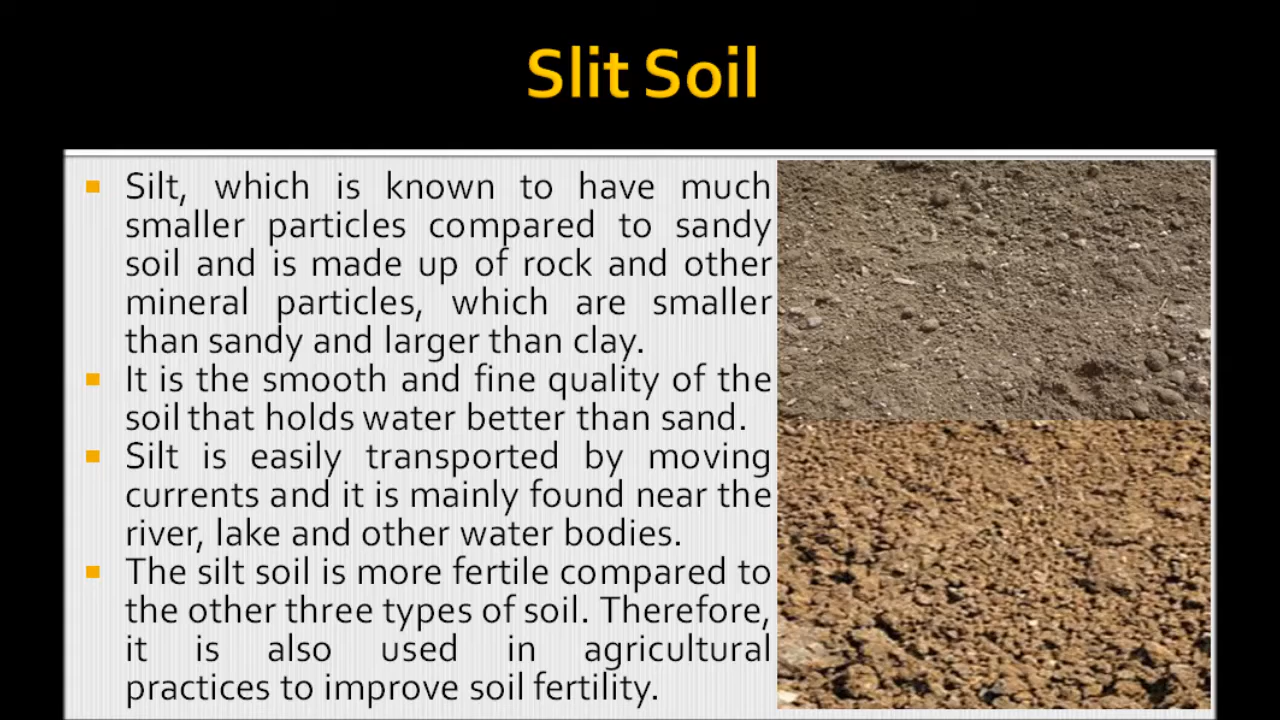 Slit Soil
Silt, which is known to have much
smaller particles compared to sandy
soil and is made up of rock and other
mineral particles, which are smaller
than sandy and larger than clay.
It is the smooth and fine quality of the
soil that holds water better than sand.
Silt is easily transported by moving
currents and it is mainly found near the
river, lake and other water bodies.
The silt soil is more fertile compared to
the other three types of soil. Therefore,
it is also used in agricultural
practices to improve soil fertility.